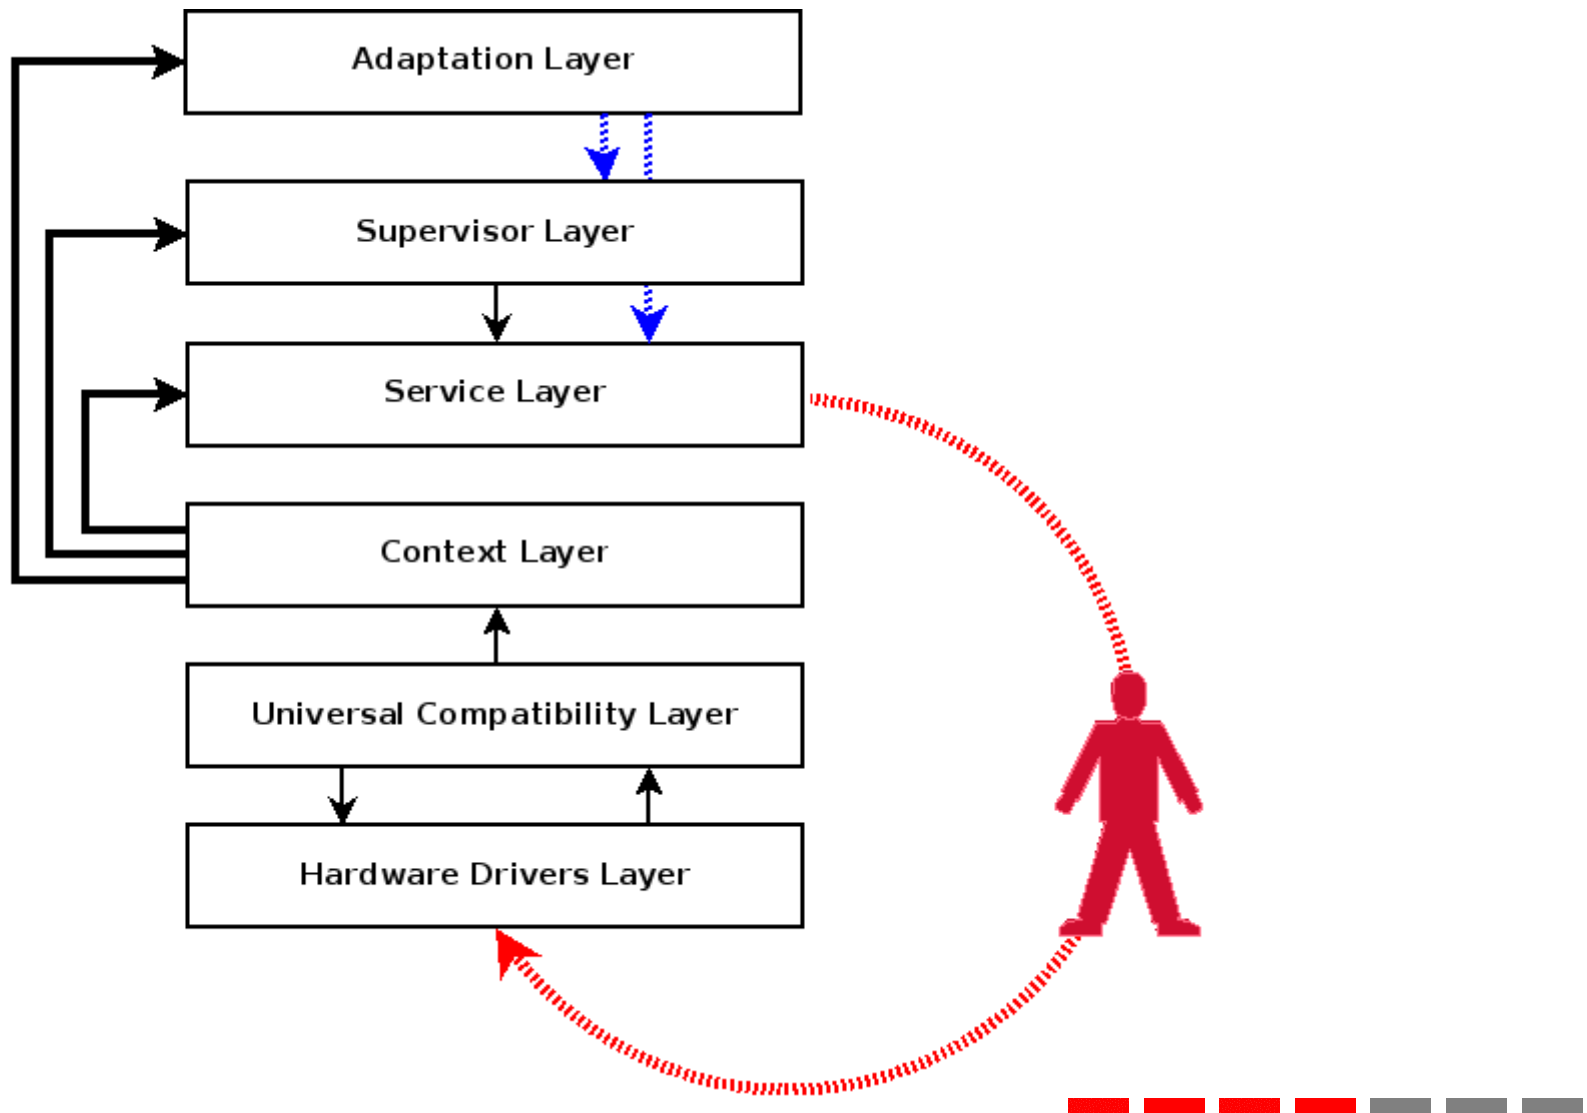 Adaptation Layer
Supervisor Layer
Service Layer
Context Layer
Universal Compatibility Layer
Hardware Drivers Layer